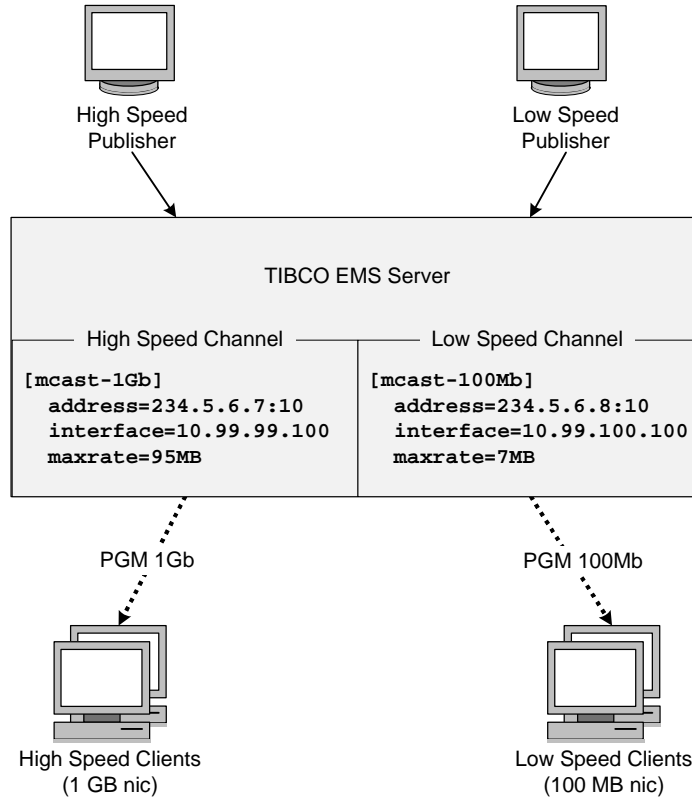 High Speed
Publisher
Low Speed
Publisher
TIBCO EMS Server
High Speed Channel
[mcast-1Gb]
address=234.5.6.7:10
interface=10.99.99.100
maxrate=95MB
Low Speed Channel
[mcast-100Mb]
address=234.5.6.8:10
interface=10.99.100.100
maxrate=7MB
PGM 1Gb
PGM 100Mb
High Speed Clients
(1 GB nic)
Low Speed Clients
(100 MB nic)